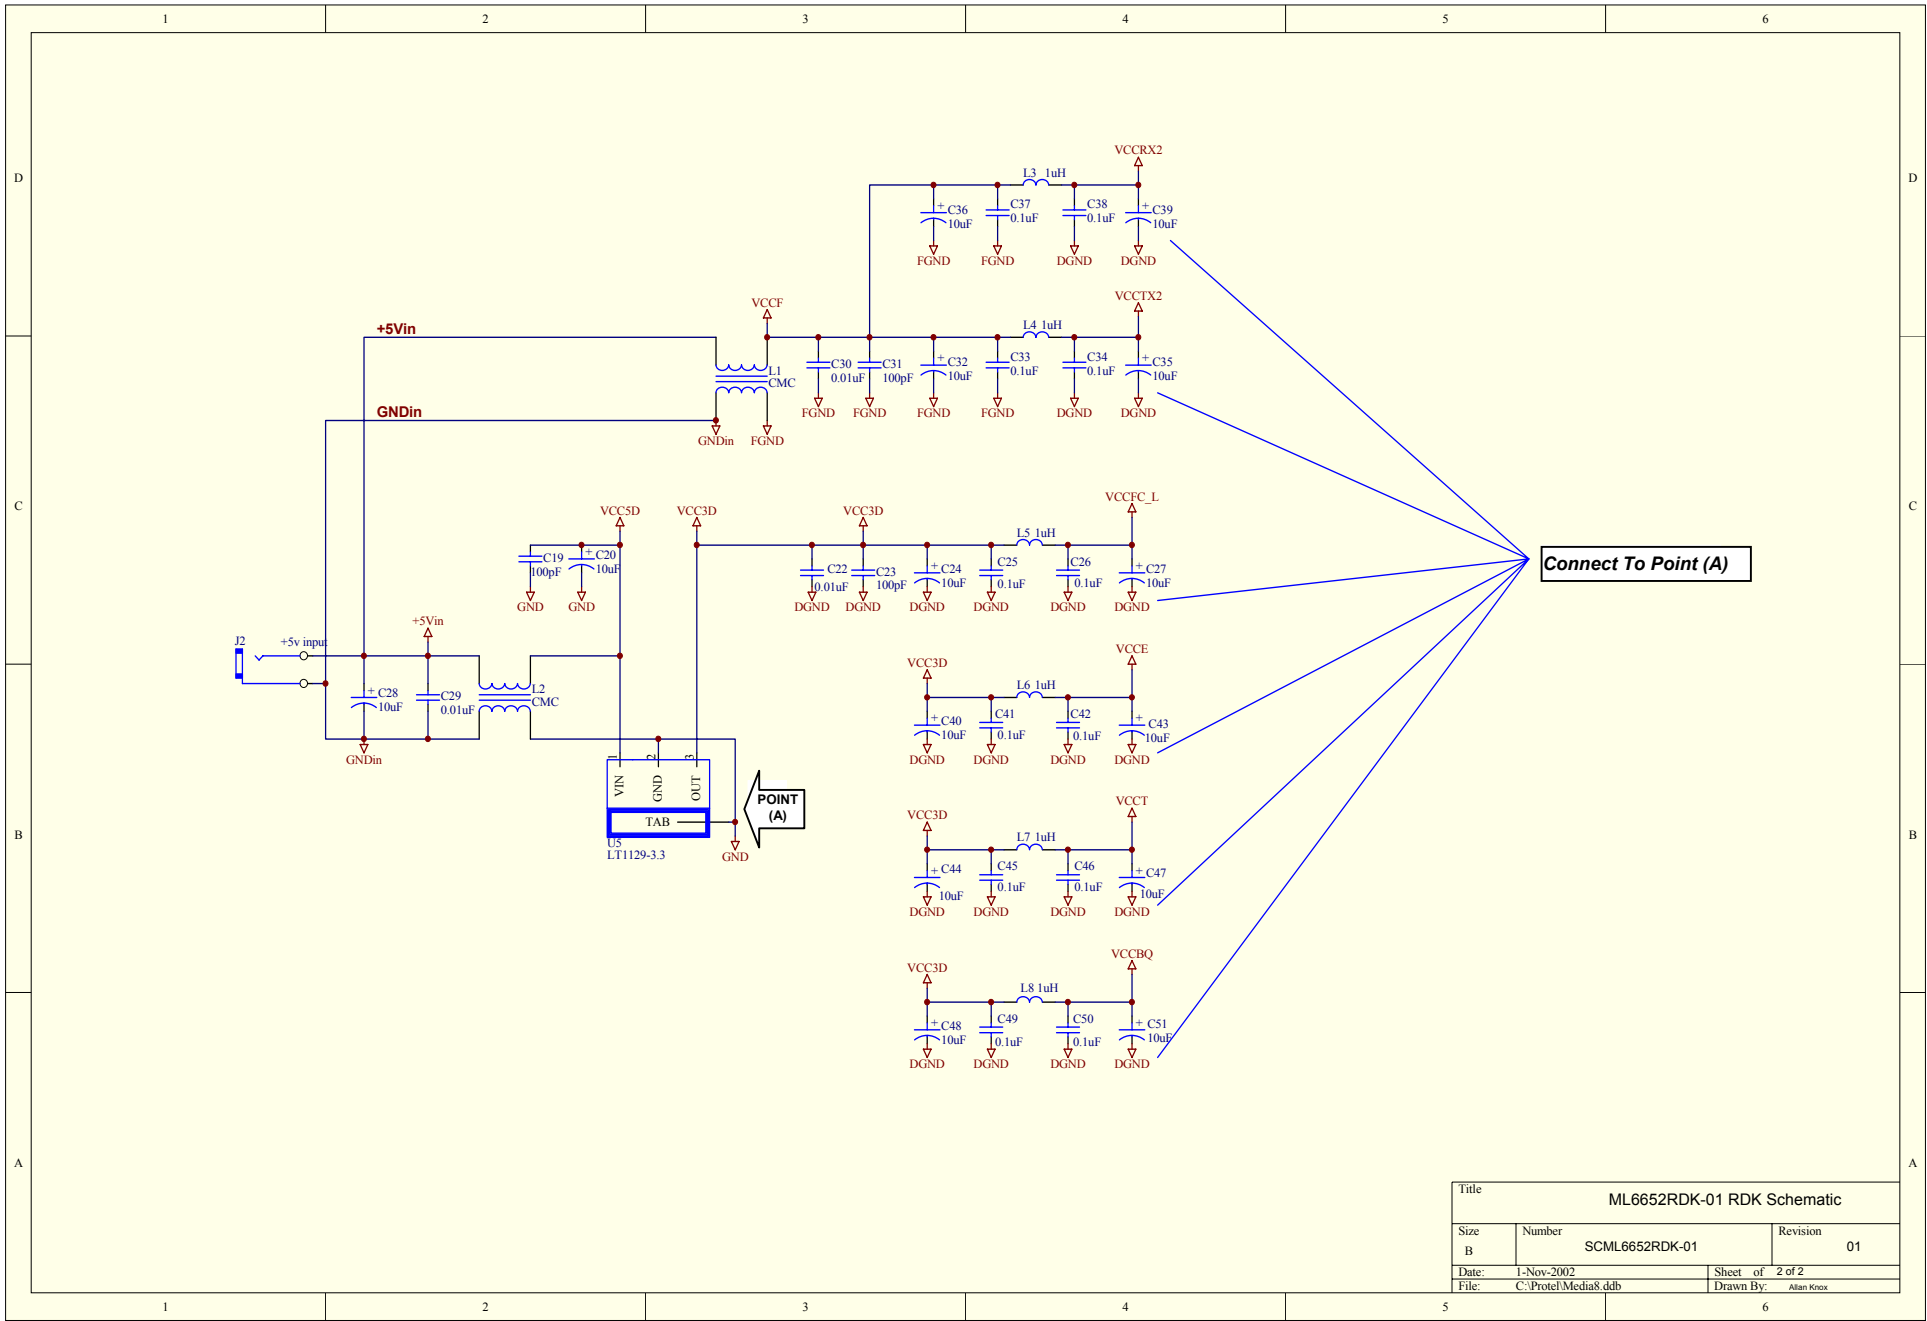 1 2 3 4 5 6
D D
VCCRX2
L3 1uH
+ C36 10uF
C37 0.1uF
C38 0.1uF
+ C39 10uF
FGND FGND DGND DGND
VCCF
VCCTX2
+5Vin
L4 1uH
L1 CMC
C30 0.01uF
C31 100pF
+ C32 10uF
C33 0.1uF
C34 0.1uF
+ C35 10uF
GNDin
FGND FGND FGND FGND DGND DGND
GNDin FGND
C C
VCC5D VCC3D VCC3D VCCFC_L
L5 1uH
C19 100pF
+ C20 10uF
C22 0.01uF
C23 100pF
+ C24 10uF
C25 0.1uF
C26 0.1uF
+ C27 10uF
GND GND DGND DGND DGND DGND DGND DGND
Connect To Point (A)
+5Vin
J2 +5v input
+ C28 10uF
C29 0.01uF
L2 CMC
GNDin
VCC3D VCCE
L6 1uH
+ C40 10uF
C41 0.1uF
C42 0.1uF
+ C43 10uF
DGND DGND DGND DGND
1 2 3
VIN GND OUT
TAB
U5
LT1129-3.3
GND
POINT
(A)
B B
VCC3D VCCT
L7 1uH
+ C44 10uF
C45 0.1uF
C46 0.1uF
+ C47 10uF
DGND DGND DGND DGND
VCC3D VCCBQ
L8 1uH
+ C48 10uF
C49 0.1uF
C50 0.1uF
+ C51 10uF
DGND DGND DGND DGND
A A
Title
ML6652RDK-01 RDK Schematic
Size Number Revision
B SCML6652RDK-01 01
Date: 1-Nov-2002 Sheet of 2 of 2
File: C:\Protel\Media8.ddb Drawn By: Allan Knox
1 2 3 4 5 6